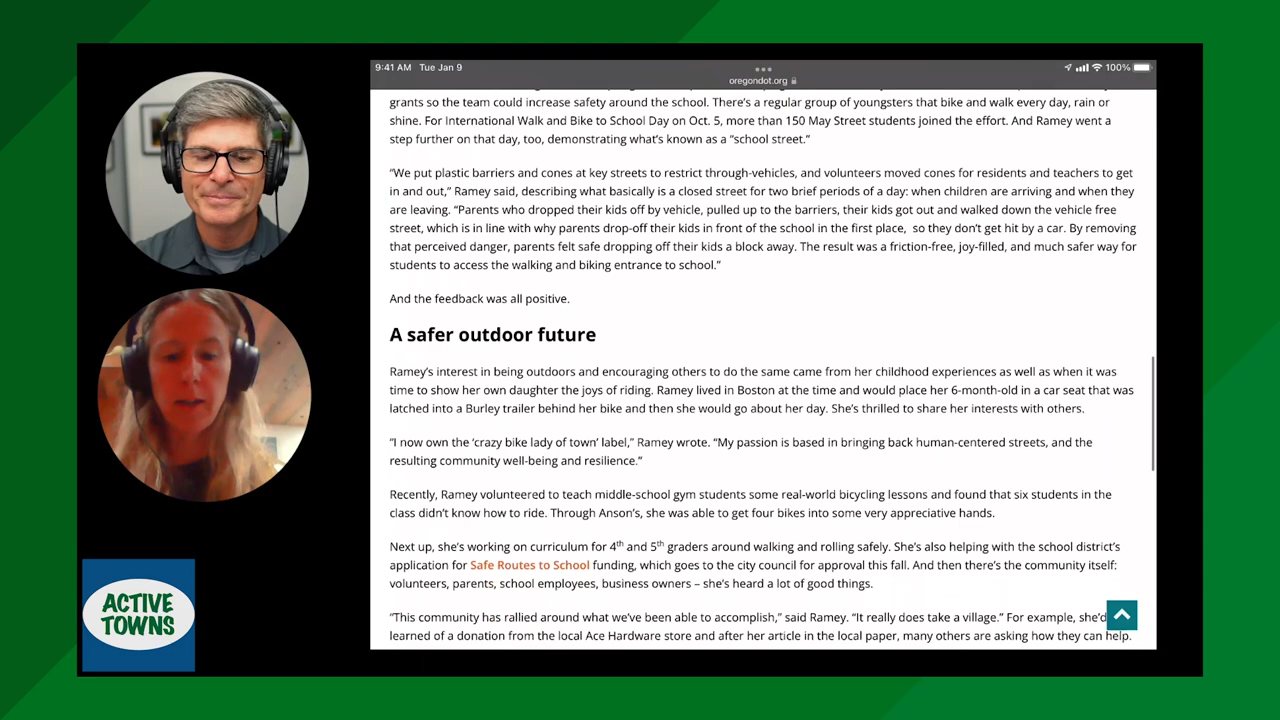 9:41 AM Tue Jan 9
oregondot.org
100%
grants so the team could increase safety around the school. There's a regular group of youngsters that bike and walk every day, rain or
shine. For International Walk and Bike to School Day on Oct. 5, more than 150 May Street students joined the effort. And Ramey went a
step further on that day, too, demonstrating what's known as a "school street."
"We put plastic barriers and cones at key streets to restrict through-vehicles, and volunteers moved cones for residents and teachers to get
in and out," Ramey said, describing what basically is a closed street for two brief periods of a day: when children are arriving and when they
are leaving. "Parents who dropped their kids off by vehicle, pulled up to the barriers, their kids got out and walked down the vehicle free
street, which is in line with why parents drop-off their kids in front of the school in the first place, so they don't get hit by a car. By removing
that perceived danger, parents felt safe dropping off their kids a block away. The result was a friction-free, joy-filled, and much safer way for
students to access the walking and biking entrance to school."
And the feedback was all positive.
A safer outdoor future
Ramey's interest in being outdoors and encouraging others to do the same came from her childhood experiences as well as when it was
time to show her own daughter the joys of riding. Ramey lived in Boston at the time and would place her 6-month-old in a car seat that was
latched into a Burley trailer behind her bike and then she would go about her day. She's thrilled to share her interests with others.
"I now own the 'crazy bike lady of town' label," Ramey wrote. "My passion is based in bringing back human-centered streets, and the
resulting community well-being and resilience."
Recently, Ramey volunteered to teach middle-school gym students some real-world bicycling lessons and found that six students in the
class didn't know how to ride. Through Anson's, she was able to get four bikes into some very appreciative hands.
Next up, she's working on curriculum for 4th and 5th graders around walking and rolling safely. She's also helping with the school district's
application for Safe Routes to School funding, which goes to the city council for approval this fall. And then there's the community itself:
volunteers, parents, school employees, business owners – she's heard a lot of good things.
"This community has rallied around what we've been able to accomplish," said Ramey. "It really does take a village." For example, she'd
learned of a donation from the local Ace Hardware store and after her article in the local paper, many others are asking how they can help.
ACTIVE
TOWNS